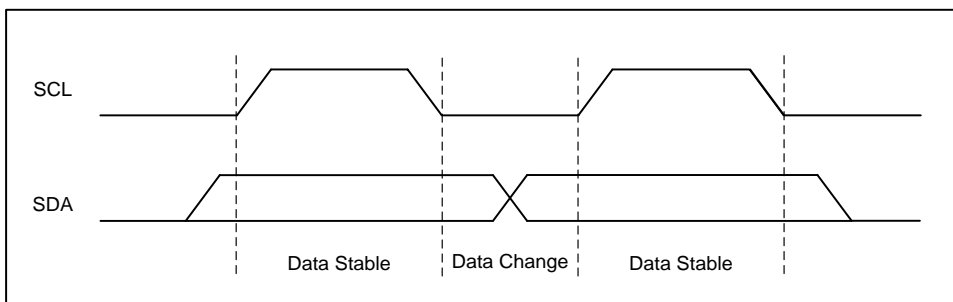 SCL
SDA
Data Stable
Data Change
Data Stable